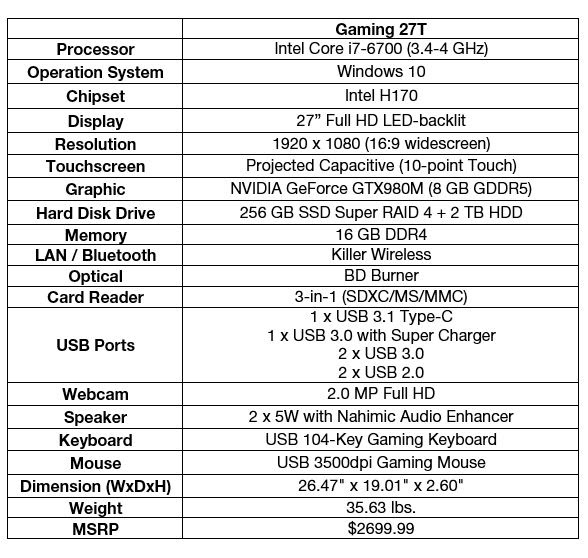 Gaming 27T
Processor Intel Core i7-6700 (3.4-4 GHz)
Operation System Windows 10
Chipset Intel H170
Display 27” Full HD LED-backlit
Resolution 1920 x 1080 (16:9 widescreen)
Touchscreen Projected Capacitive (10-point Touch)
Graphic NVIDIA GeForce GTX980M (8 GB GDDR5)
Hard Disk Drive 256 GB SSD Super RAID 4 + 2 TB HDD
Memory 16 GB DDR4
LAN / Bluetooth Killer Wireless
Optical BD Burner
Card Reader 3-in-1 (SDXC/MS/MMC)
USB Ports
1 x USB 3.1 Type-C
1 x USB 3.0 with Super Charger
2 x USB 3.0
2 x USB 2.0
Webcam 2.0 MP Full HD
Speaker 2 x 5W with Nahimic Audio Enhancer
Keyboard USB 104-Key Gaming Keyboard
Mouse USB 3500dpi Gaming Mouse
Dimension (WxDxH) 26.47" x 19.01" x 2.60"
Weight 35.63 lbs.
MSRP $2699.99